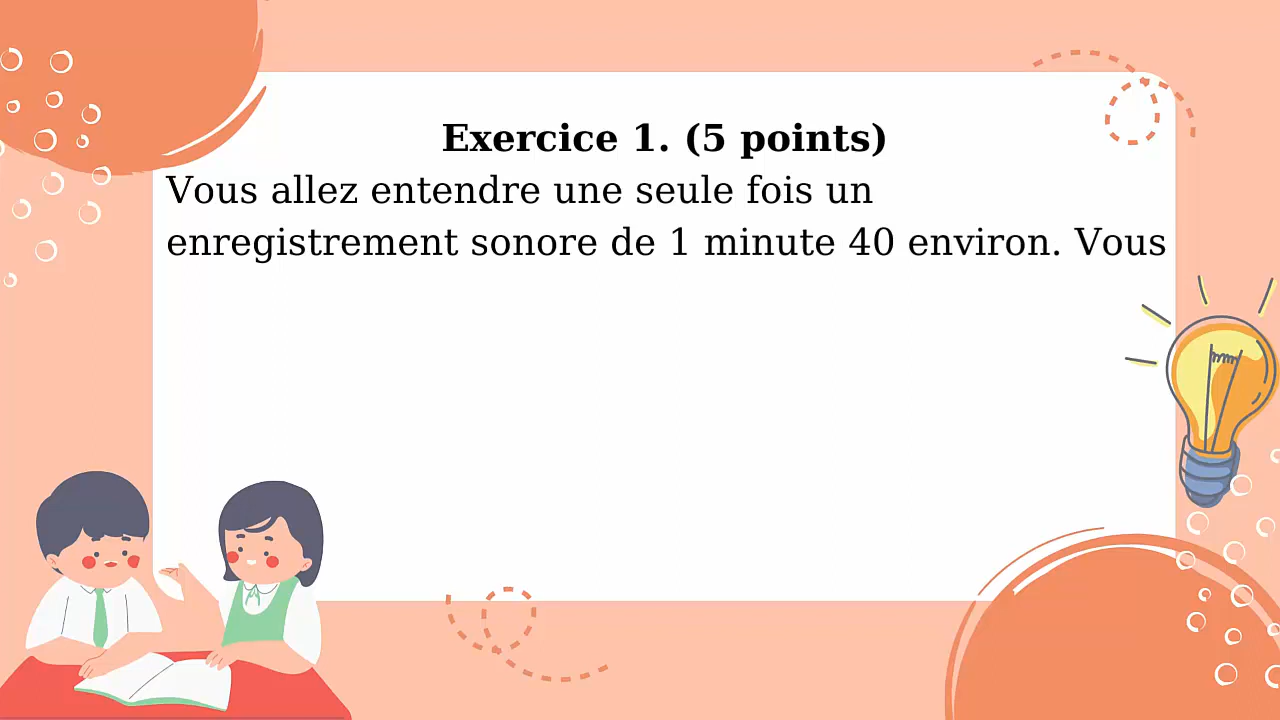 Exercice 1. (5 points)
Vous allez entendre une seule fois un
enregistrement sonore de 1 minute 40 environ. Vous